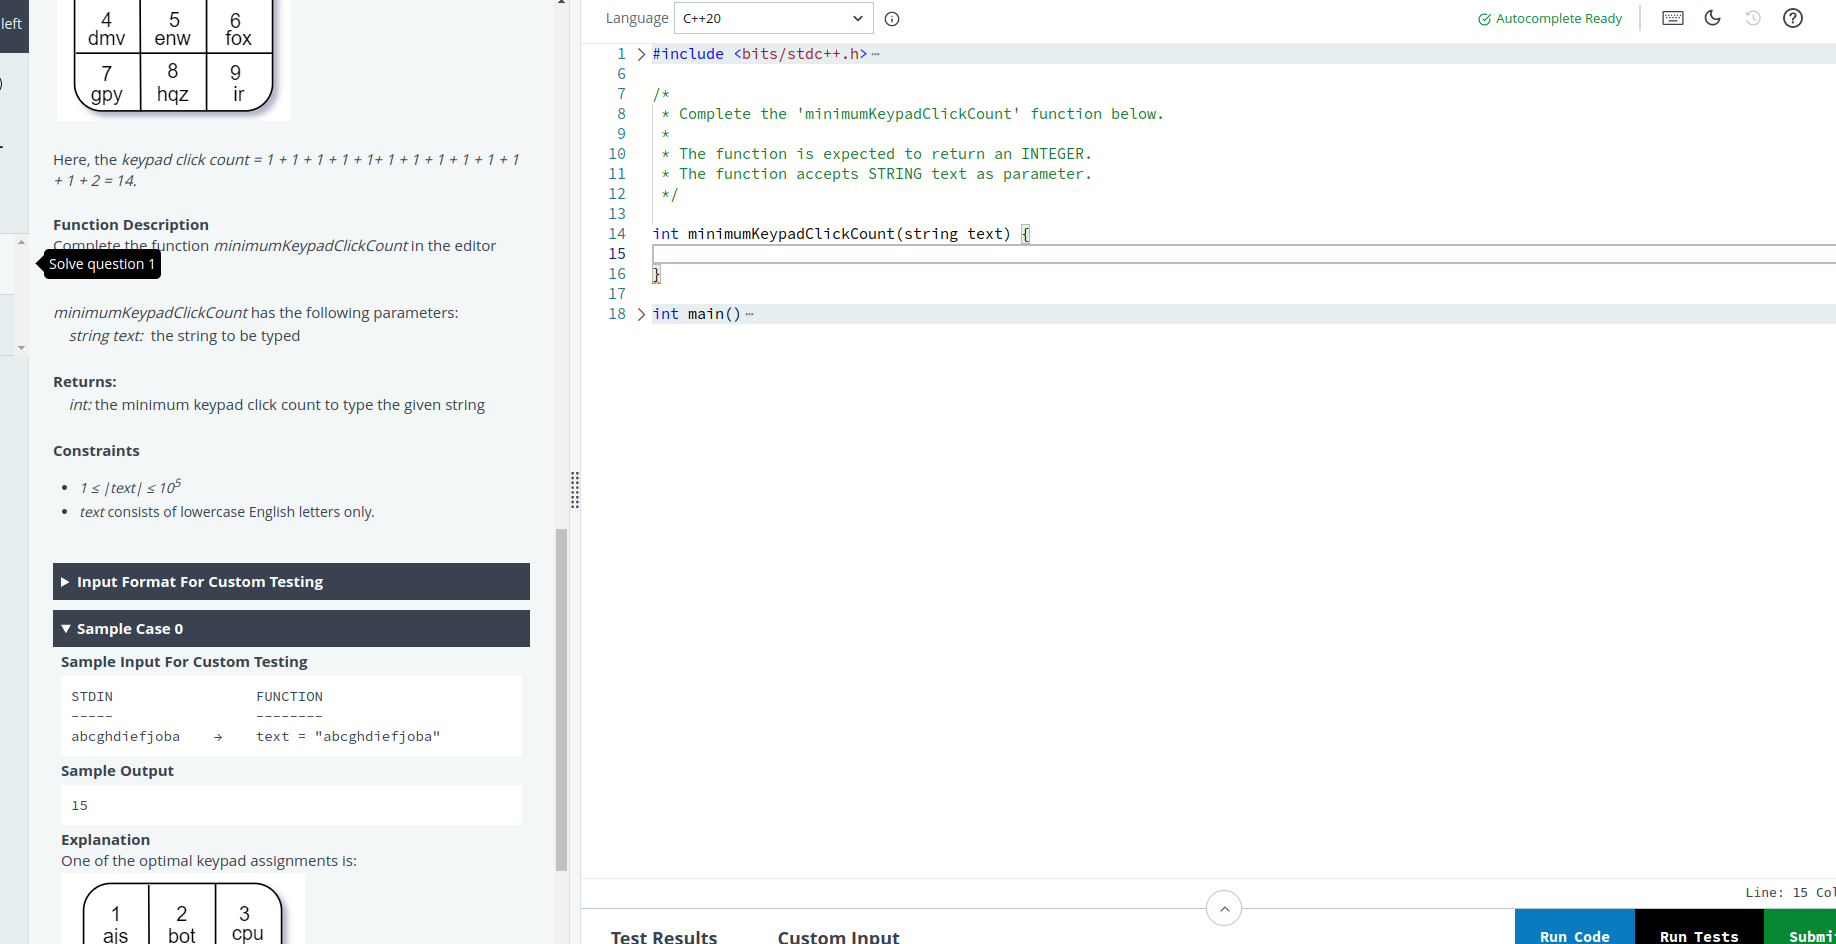 left
4 5 6
dmv enw fox
7 8 9
gpy hqz ir
Here, the keypad click count = 1 + 1 + 1 + 1 + 1+ 1 + 1 + 1 + 1 + 1 + 1
+ 1 + 2 = 14.
Function Description
Complete the function minimumKeypadClickCount in the editor
Solve question 1
minimumKeypadClickCount has the following parameters:
string text: the string to be typed
Returns:
int: the minimum keypad click count to type the given string
Constraints
• 1 ≤ |text| ≤ 10^5
• text consists of lowercase English letters only.
▶ Input Format For Custom Testing
▼ Sample Case 0
Sample Input For Custom Testing
STDIN FUNCTION
----- --------
abcghdiefjoba → text = "abcghdiefjoba"
Sample Output
15
Explanation
One of the optimal keypad assignments is:
1 2 3
ajs bot cpu
Language C++20
Autocomplete Ready
1 #include <bits/stdc++.h>
6
7 /*
8 * Complete the 'minimumKeypadClickCount' function below.
9 *
10 * The function is expected to return an INTEGER.
11 * The function accepts STRING text as parameter.
12 */
13
14 int minimumKeypadClickCount(string text) {
15
16 }
17
18 int main()
Line: 15 Col
Test Results Custom Input
Run Code Run Tests Submi